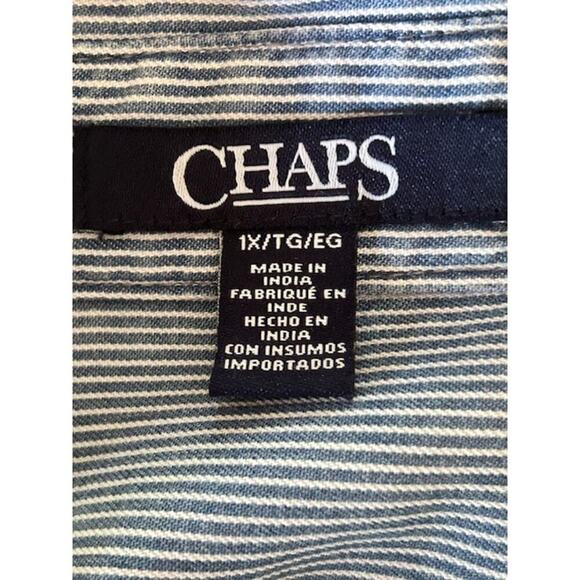 CHAPS
1X/TG/EG
MADE IN
INDIA
FABRIQUÉ EN
INDE
HECHO EN
INDIA
CON INSUMOS
IMPORTADOS